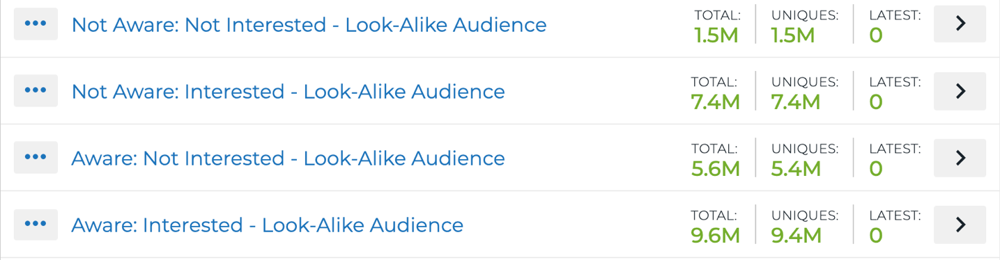 Not Aware: Not Interested - Look-Alike Audience TOTAL: UNIQUES: LATEST:
1.5M 1.5M 0
Not Aware: Interested - Look-Alike Audience TOTAL: UNIQUES: LATEST:
7.4M 7.4M 0
Aware: Not Interested - Look-Alike Audience TOTAL: UNIQUES: LATEST:
5.6M 5.4M 0
Aware: Interested - Look-Alike Audience TOTAL: UNIQUES: LATEST:
9.6M 9.4M 0